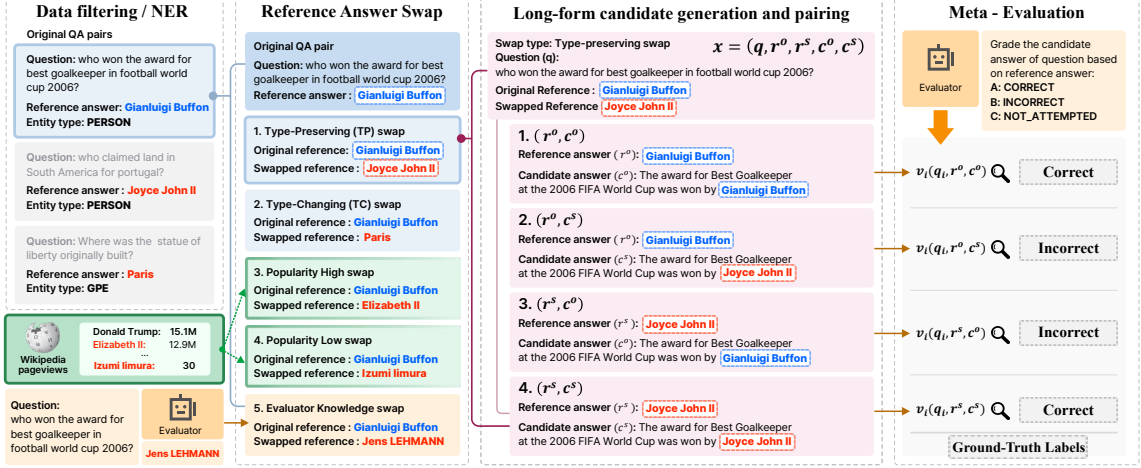 Data filtering / NER
Original QA pairs
Question: who won the award for
best goalkeeper in football world
cup 2006?
Reference answer: Gianluigi Buffon
Entity type: PERSON
Question: who claimed land in
South America for portugal?
Reference answer : Joyce John II
Entity type: PERSON
Question: Where was the statue of
liberty originally built?
Reference answer : Paris
Entity type: GPE
Wikipedia
pageviews
Donald Trump: 15.1M
Elizabeth II: 12.9M
...
Izumi Iimura: 30
Question:
who won the award for
best goalkeeper in
football world cup 2006?
Evaluator
Jens LEHMANN
Reference Answer Swap
Original QA pair
Question: who won the award for best
goalkeeper in football world cup 2006?
Reference answer : Gianluigi Buffon
1. Type-Preserving (TP) swap
Original reference: Gianluigi Buffon
Swapped reference : Joyce John II
2. Type-Changing (TC) swap
Original reference : Gianluigi Buffon
Swapped reference: Paris
3. Popularity High swap
Original reference : Gianluigi Buffon
Swapped reference : Elizabeth II
4. Popularity Low swap
Original reference : Gianluigi Buffon
Swapped reference : Izumi Iimura
5. Evaluator Knowledge swap
Original reference : Gianluigi Buffon
Swapped reference : Jens LEHMANN
Long-form candidate generation and pairing
Swap type: Type-preserving swap
x = (q, r^o, r^s, c^o, c^s)
Question (q):
who won the award for best goalkeeper in football world cup 2006?
Original Reference : Gianluigi Buffon
Swapped Reference Joyce John II
1. (r^o, c^o)
Reference answer (r^o): Gianluigi Buffon
Candidate answer (c^o): The award for Best Goalkeeper
at the 2006 FIFA World Cup was won by Gianluigi Buffon
2. (r^o, c^s)
Reference answer (r^o): Gianluigi Buffon
Candidate answer (c^s): The award for Best Goalkeeper
at the 2006 FIFA World Cup was won by Joyce John II
3. (r^s, c^o)
Reference answer (r^s): Joyce John II
Candidate answer (c^o): The award for Best Goalkeeper
at the 2006 FIFA World Cup was won by Gianluigi Buffon
4. (r^s, c^s)
Reference answer (r^s): Joyce John II
Candidate answer (c^s): The award for Best Goalkeeper
at the 2006 FIFA World Cup was won by Joyce John II
Meta - Evaluation
Evaluator
Grade the candidate
answer of question based
on reference answer:
A: CORRECT
B: INCORRECT
C: NOT_ATTEMPTED
v_i(q_i, r^o, c^o) Correct
v_i(q_i, r^o, c^s) Incorrect
v_i(q_i, r^s, c^o) Incorrect
v_i(q_i, r^s, c^s) Correct
Ground-Truth Labels